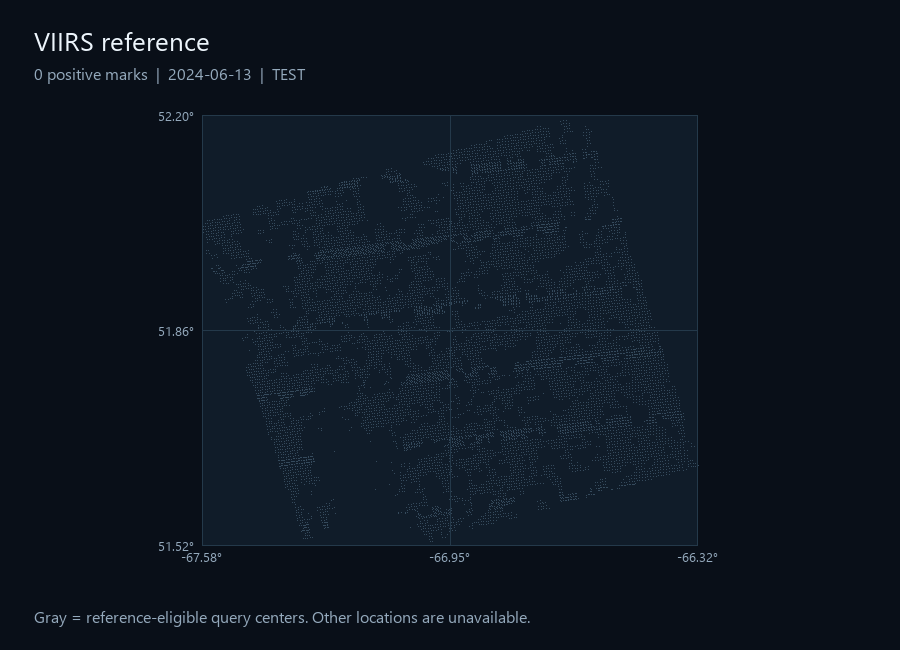 VIIRS reference
0 positive marks | 2024-06-13 | TEST
52.20°
51.86°
51.52°
-67.58°
-66.95°
-66.32°
Gray = reference-eligible query centers. Other locations are unavailable.